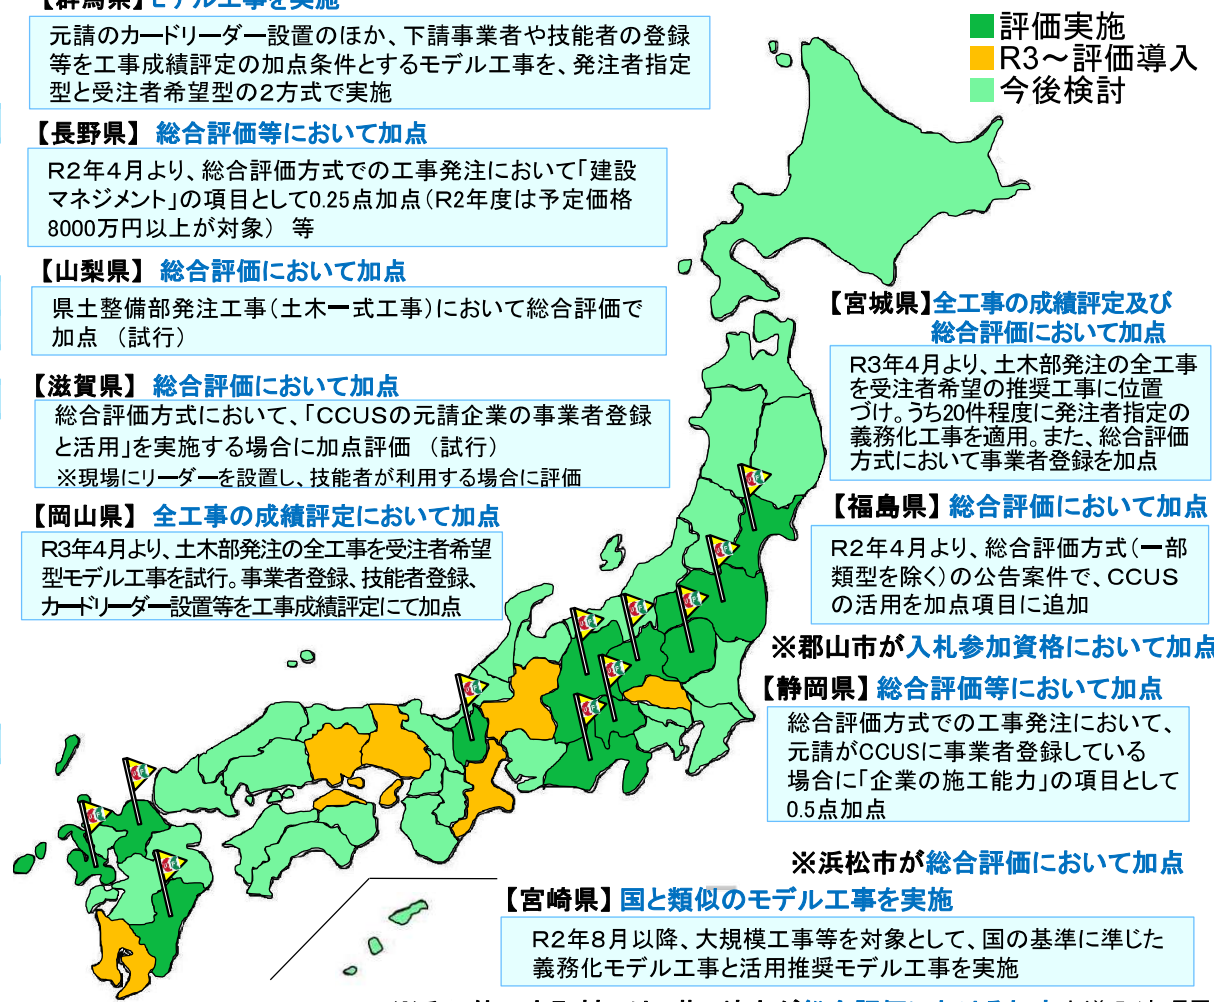 【群馬県】モデル工事を実施
元請のカードリーダー設置のほか、下請事業者や技能者の登録
等を工事成績評定の加点条件とするモデル工事を、発注者指定
型と受注者希望型の２方式で実施
【長野県】 総合評価等において加点
Ｒ２年４月より、総合評価方式での工事発注において「建設
マネジメント」の項目として0.25点加点（Ｒ２年度は予定価格
8000万円以上が対象） 等
【山梨県】 総合評価において加点
県土整備部発注工事（土木一式工事）において総合評価で
加点 （試行）
【滋賀県】 総合評価において加点
総合評価方式において、「ＣＣＵＳの元請企業の事業者登録
と活用」を実施する場合に加点評価 （試行）
※現場にリーダーを設置し、技能者が利用する場合に評価
【岡山県】 全工事の成績評定において加点
R3年４月より、土木部発注の全工事を受注者希望
型モデル工事を試行。事業者登録、技能者登録、
カードリーダー設置等を工事成績評定にて加点
評価実施
R3～評価導入
今後検討
【宮城県】全工事の成績評定及び
総合評価において加点
R3年４月より、土木部発注の全工事
を受注者希望の推奨工事に位置
づけ。うち20件程度に発注者指定の
義務化工事を適用。また、総合評価
方式において事業者登録を加点
【福島県】 総合評価において加点
Ｒ２年４月より、総合評価方式（一部
類型を除く）の公告案件で、ＣＣＵＳ
の活用を加点項目に追加
※郡山市が入札参加資格において加点
【静岡県】 総合評価等において加点
総合評価方式での工事発注において、
元請がCCUSに事業者登録している
場合に「企業の施工能力」の項目として
0.5点加点
※浜松市が総合評価において加点
【宮崎県】 国と類似のモデル工事を実施
Ｒ２年８月以降、大規模工事等を対象として、国の基準に準じた
義務化モデル工事と活用推奨モデル工事を実施